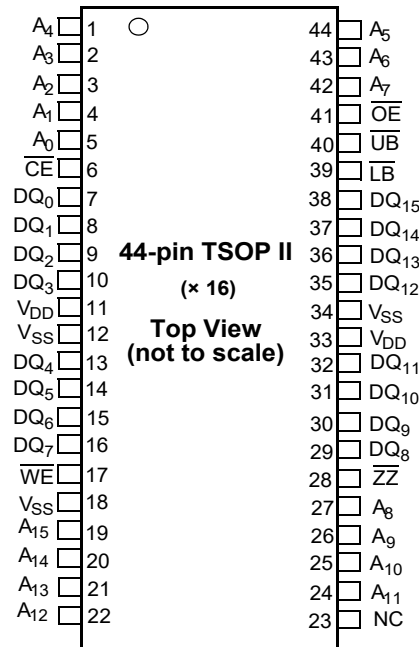 A4 1 44 A5
A3 2 43 A6
A2 3 42 A7
A1 4 41 OE
A0 5 40 UB
CE 6 39 LB
DQ0 7 38 DQ15
DQ1 8 37 DQ14
DQ2 9 44-pin TSOP II 36 DQ13
DQ3 10 (× 16) 35 DQ12
VDD 11 34 VSS
VSS 12 Top View 33 VDD
DQ4 13 (not to scale) 32 DQ11
DQ5 14 31 DQ10
DQ6 15 30 DQ9
DQ7 16 29 DQ8
WE 17 28 ZZ
VSS 18 27 A8
A15 19 26 A9
A14 20 25 A10
A13 21 24 A11
A12 22 23 NC